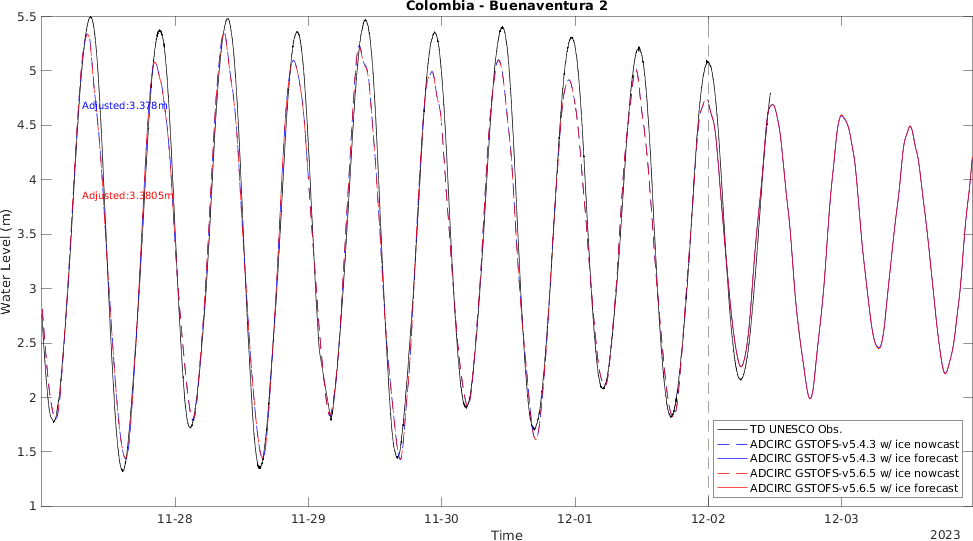 Colombia - Buenaventura 2
5.5
5
4.5
4
3.5
3
2.5
2
1.5
1
Water Level (m)
Adjusted:3.378m
Adjusted:3.3805m
TD UNESCO Obs.
ADCIRC GSTOFS-v5.4.3 w/ ice nowcast
ADCIRC GSTOFS-v5.4.3 w/ ice forecast
ADCIRC GSTOFS-v5.6.5 w/ ice nowcast
ADCIRC GSTOFS-v5.6.5 w/ ice forecast
11-28
11-29
11-30
12-01
12-02
12-03
Time
2023